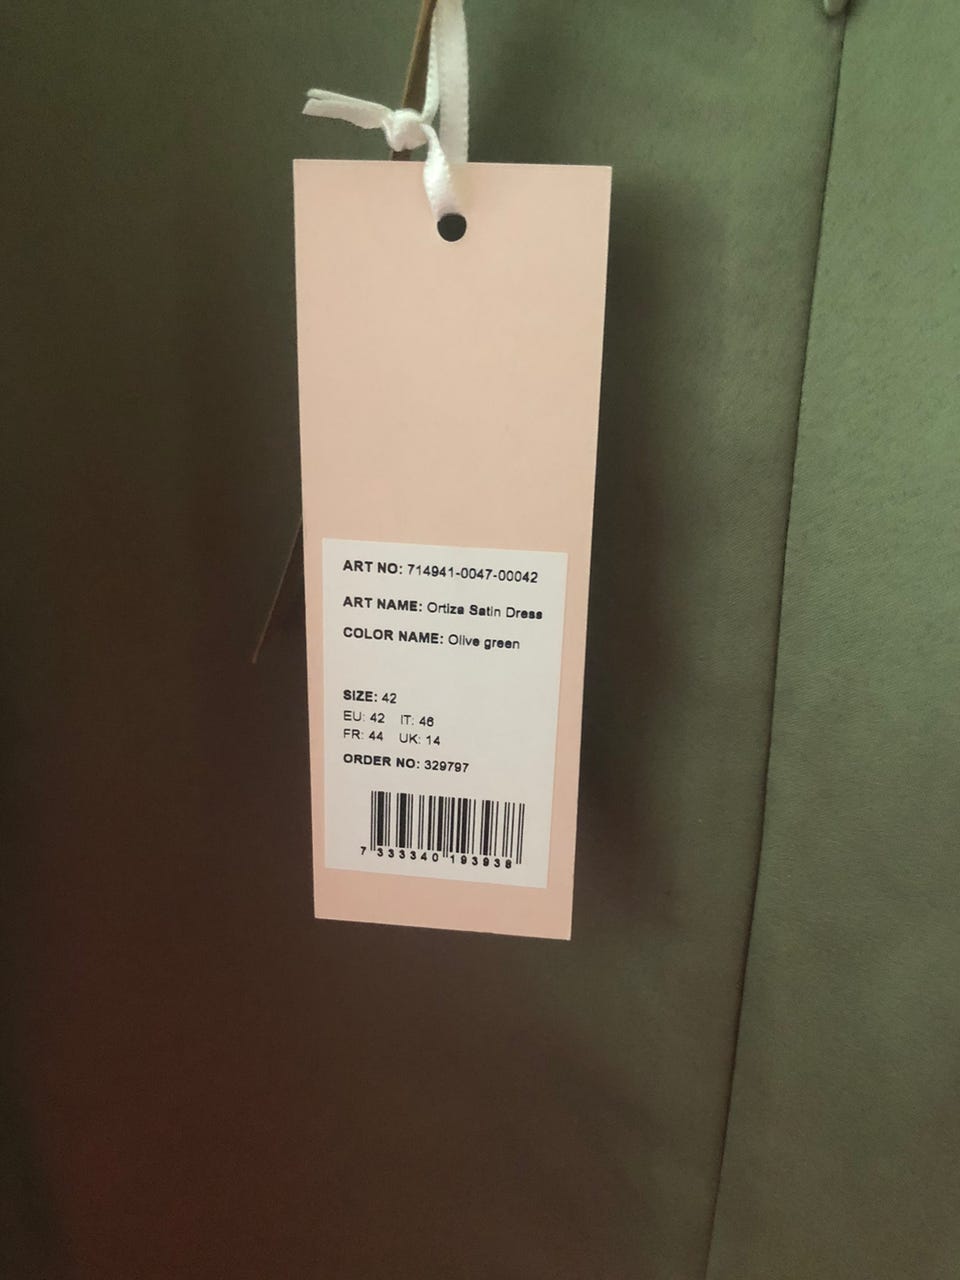 ART NO: 714941-0047-00042
ART NAME: Ortiza Satin Dress
COLOR NAME: Olive green
SIZE: 42
EU: 42 IT: 46
FR: 44 UK: 14
ORDER NO: 329797
7 333340 193938